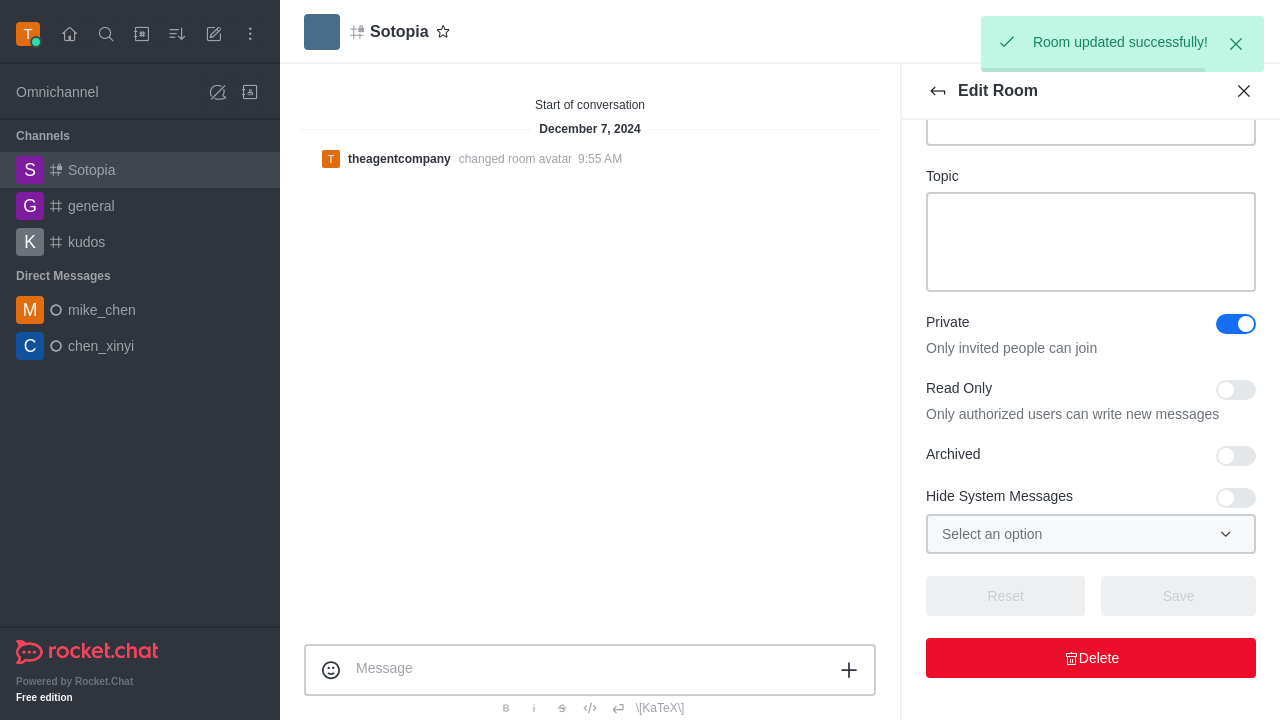 T
Omnichannel
Channels
S Sotopia
G general
K kudos
Direct Messages
M mike_chen
C chen_xinyi
rocket.chat
Powered by Rocket.Chat
Free edition
Sotopia
Start of conversation
December 7, 2024
T theagentcompany changed room avatar 9:55 AM
Message
B i S \[KaTeX\]
Room updated successfully!
Edit Room
Topic
Private
Only invited people can join
Read Only
Only authorized users can write new messages
Archived
Hide System Messages
Select an option
Reset Save
Delete